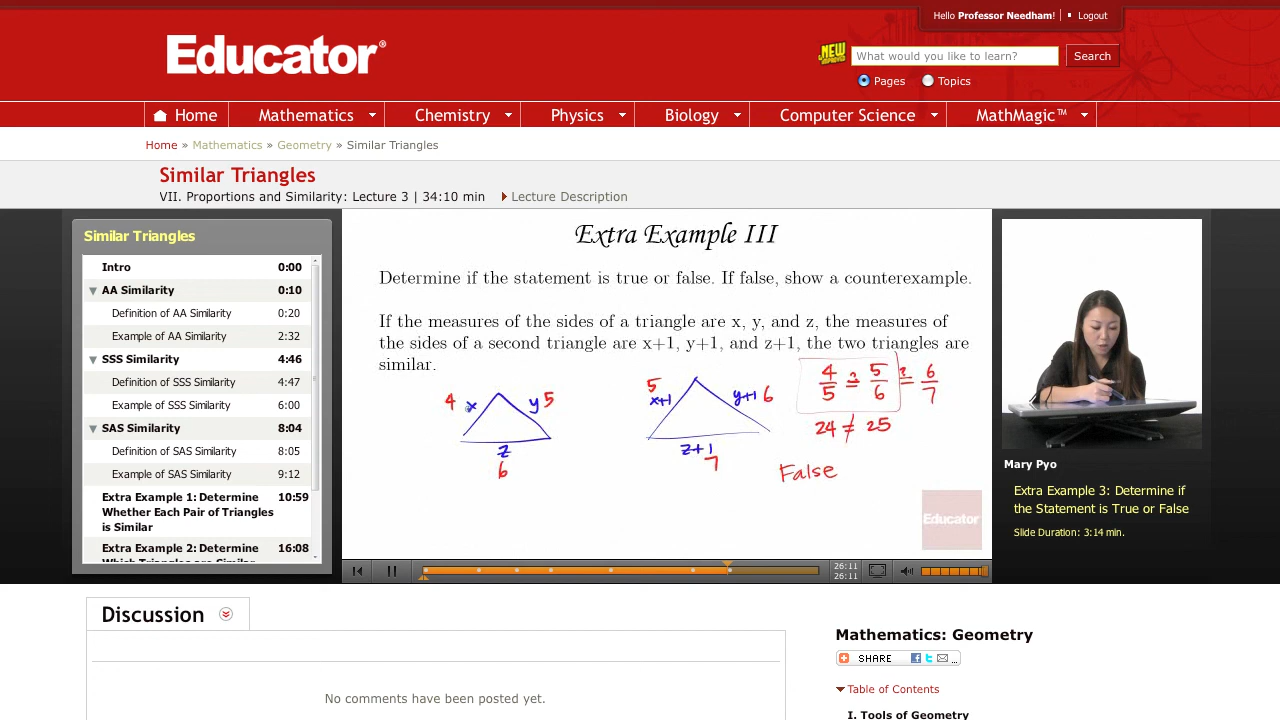 Hello Professor Needham! Logout
Educator®
NEW
What would you like to learn? Search
Pages Topics
Home Mathematics Chemistry Physics Biology Computer Science MathMagic™
Home » Mathematics » Geometry » Similar Triangles
Similar Triangles
VII. Proportions and Similarity: Lecture 3 | 34:10 min Lecture Description
Similar Triangles
Intro 0:00
AA Similarity 0:10
Definition of AA Similarity 0:20
Example of AA Similarity 2:32
SSS Similarity 4:46
Definition of SSS Similarity 4:47
Example of SSS Similarity 6:00
SAS Similarity 8:04
Definition of SAS Similarity 8:05
Example of SAS Similarity 9:12
Extra Example 1: Determine 10:59
Whether Each Pair of Triangles
is Similar
Extra Example 2: Determine 16:08
Which Triangles are Similar
Extra Example III
Determine if the statement is true or false. If false, show a counterexample.
If the measures of the sides of a triangle are x, y, and z, the measures of
the sides of a second triangle are x+1, y+1, and z+1, the two triangles are
similar.
4 x y 5
z
6
5
x+1 y+1 6
z+1
7
4/5 ?= 5/6 ?= 6/7
24 ≠ 25
False
Educator
26:11
26:11
Mary Pyo
Extra Example 3: Determine if
the Statement is True or False
Slide Duration: 3:14 min.
Discussion
No comments have been posted yet.
Mathematics: Geometry
SHARE ...
Table of Contents
I. Tools of Geometry